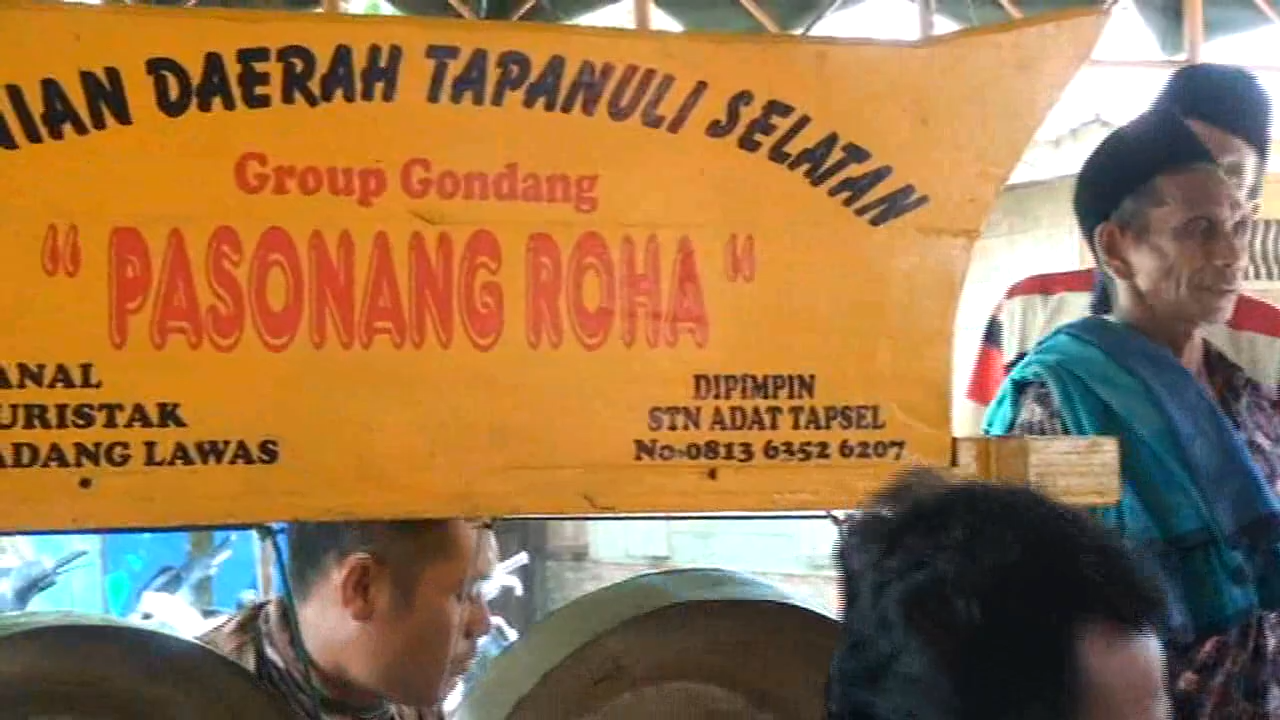 NIAN DAERAH TAPANULI SELATAN
Group Gondang
"PASONANG ROHA"
ANAL
URISTAK
ADANG LAWAS
DIPIMPIN
STN ADAT TAPSEL
No.0813 6352 6207